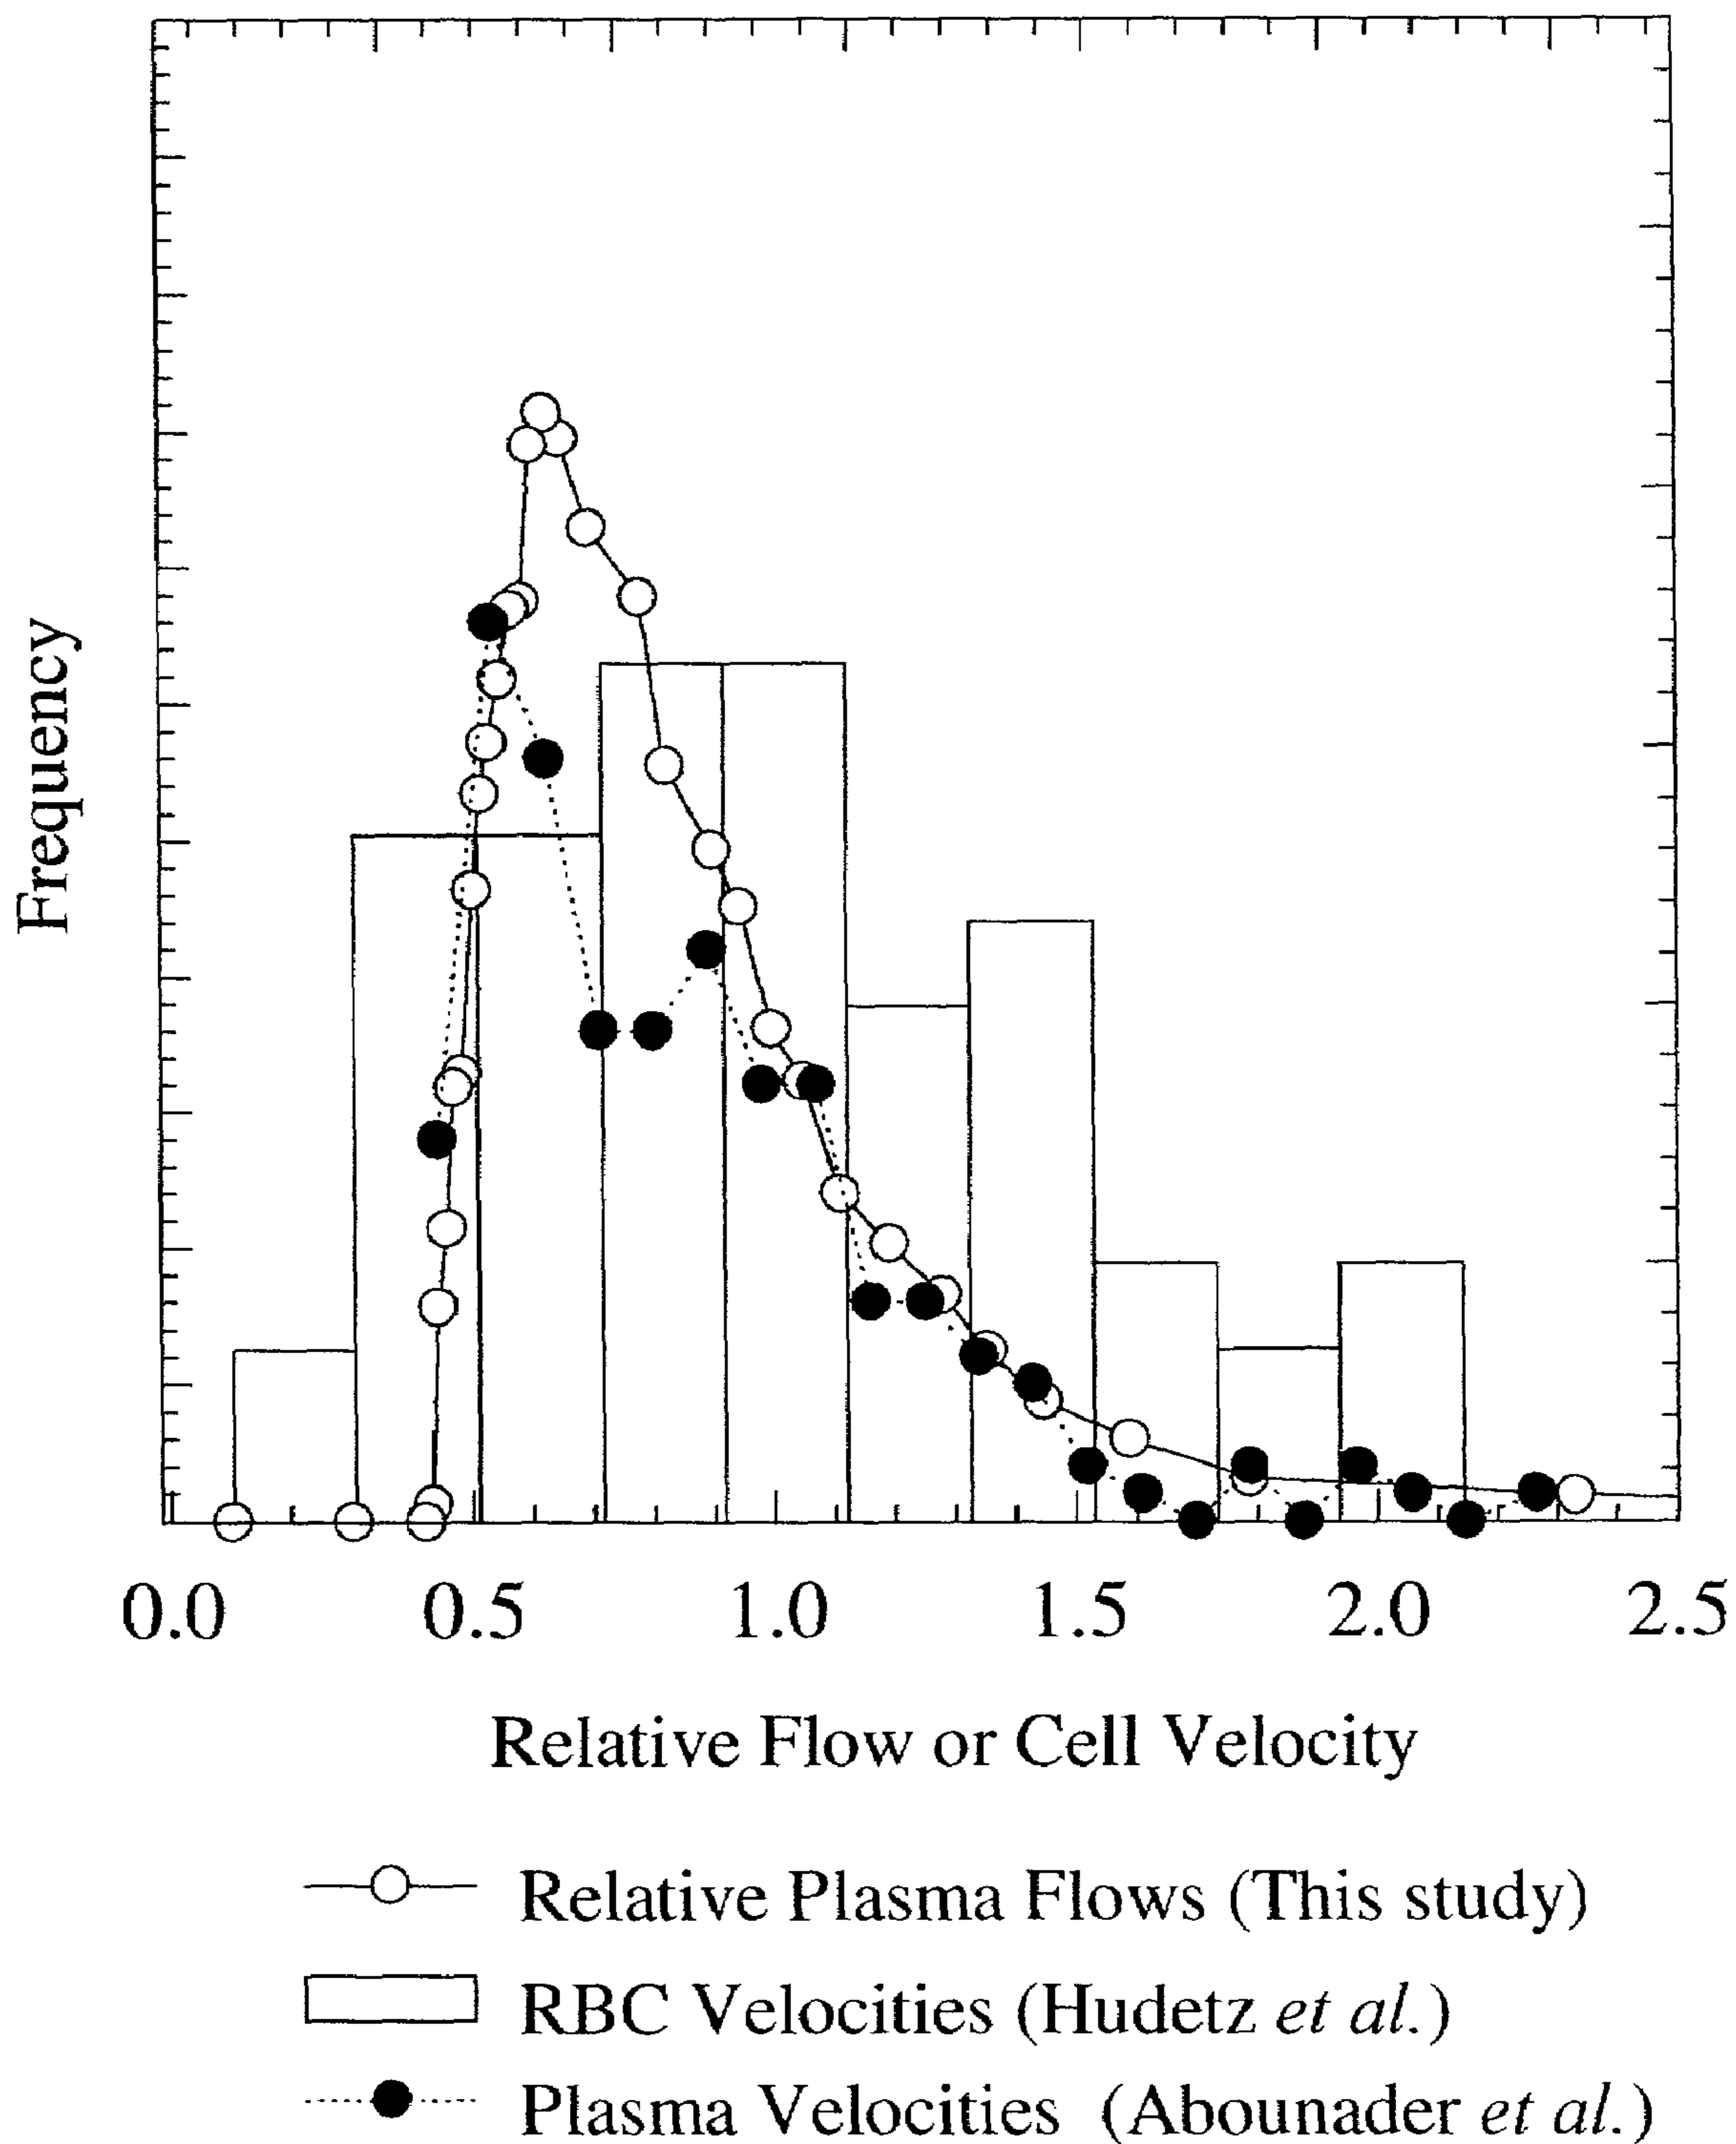 Frequency
0.0 0.5 1.0 1.5 2.0 2.5
Relative Flow or Cell Velocity
Relative Plasma Flows (This study)
RBC Velocities (Hudetz et al.)
Plasma Velocities (Abounader et al.)